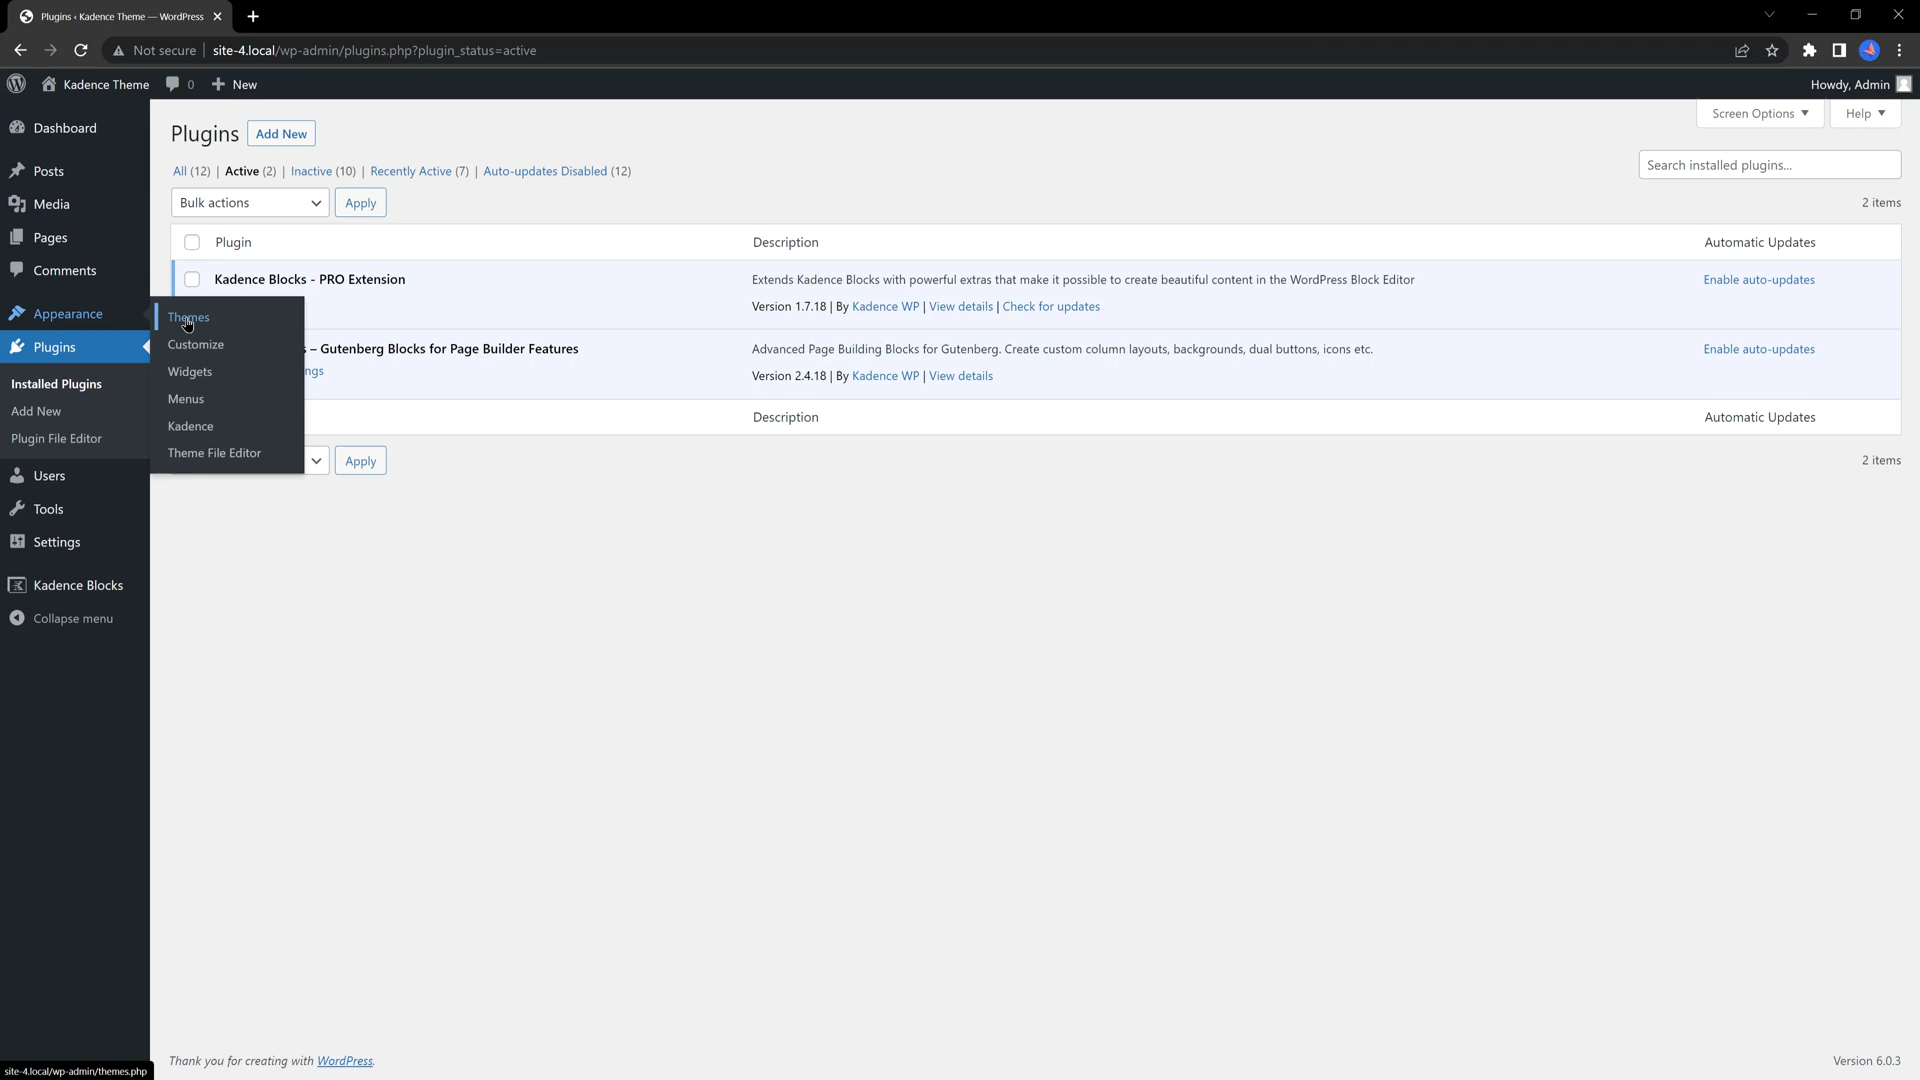 Plugins ‹ Kadence Theme — WordPress
Not secure | site-4.local/wp-admin/plugins.php?plugin_status=active
Kadence Theme 0 + New Howdy, Admin
Screen Options ▼ Help ▼
Dashboard
Posts
Media
Pages
Comments
Appearance
Plugins
Installed Plugins
Add New
Plugin File Editor
Users
Tools
Settings
Kadence Blocks
Collapse menu
Themes
Customize
Widgets
Menus
Kadence
Theme File Editor
Plugins Add New
All (12) | Active (2) | Inactive (10) | Recently Active (7) | Auto-updates Disabled (12)
Search installed plugins...
Bulk actions Apply 2 items
Plugin Description Automatic Updates
Kadence Blocks - PRO Extension Extends Kadence Blocks with powerful extras that make it possible to create beautiful content in the WordPress Block Editor Enable auto-updates
Version 1.7.18 | By Kadence WP | View details | Check for updates
s – Gutenberg Blocks for Page Builder Features Advanced Page Building Blocks for Gutenberg. Create custom column layouts, backgrounds, dual buttons, icons etc. Enable auto-updates
ngs Version 2.4.18 | By Kadence WP | View details
Description Automatic Updates
Apply 2 items
Thank you for creating with WordPress. Version 6.0.3
site-4.local/wp-admin/themes.php